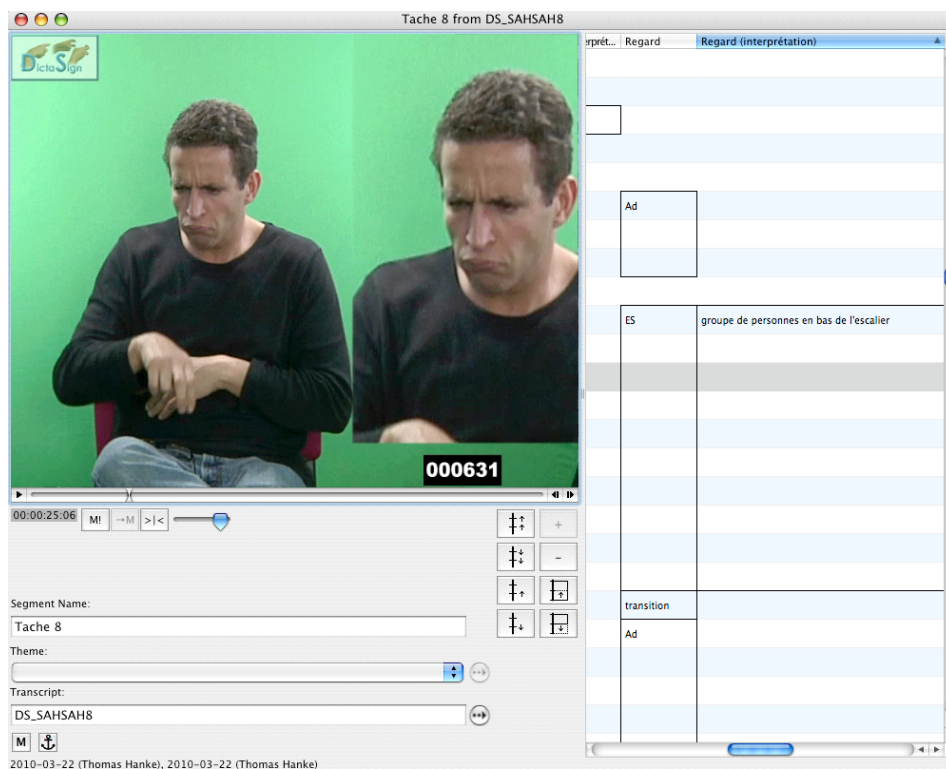 Tache 8 from DS_SAHSAH8
DictaSign
erprét... Regard Regard (interprétation)
Ad
ES groupe de personnes en bas de l'escalier
000631
00:00:25:06 M! →M >|<
+
-
Segment Name:
transition
Tache 8
Ad
Theme:
Transcript:
DS_SAHSAH8
M
2010-03-22 (Thomas Hanke), 2010-03-22 (Thomas Hanke)